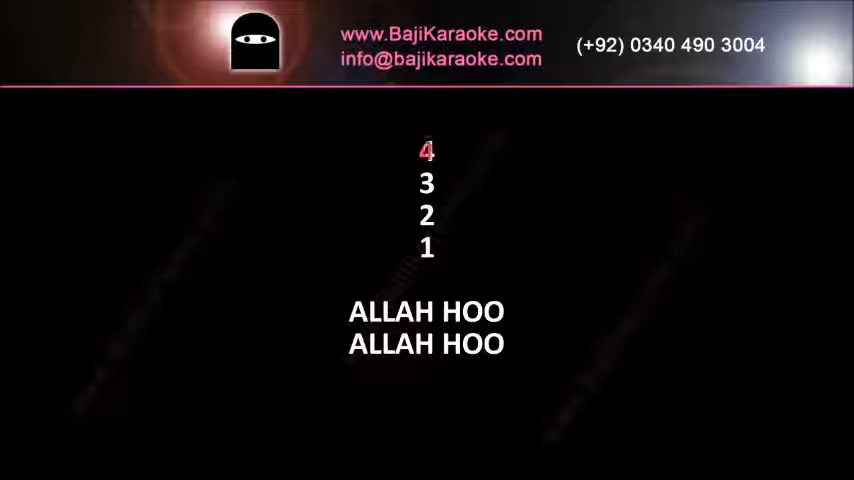 www.BajiKaraoke.com
info@bajikaraoke.com
(+92) 0340 490 3004
4
3
2
1
ALLAH HOO
ALLAH HOO